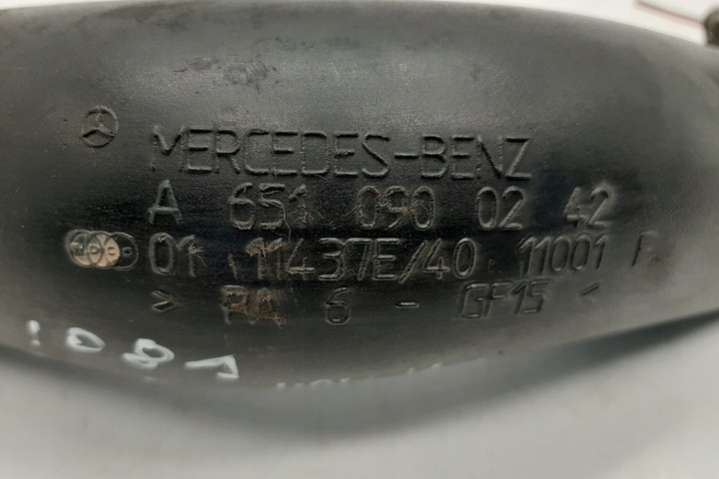 MERCEDES-BENZ
A 651 090 02 42
01 11437E/40 11001 F
> PA 6 - GF15 <